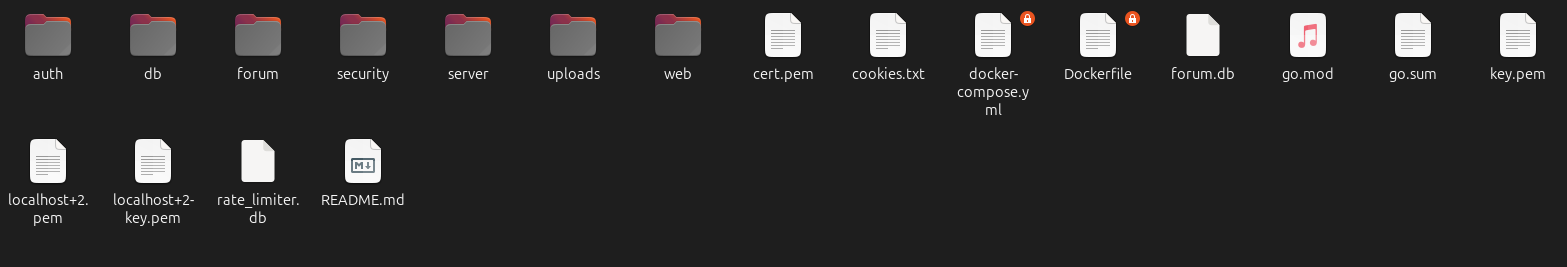 auth
db
forum
security
server
uploads
web
cert.pem
cookies.txt
docker-
compose.y
ml
Dockerfile
forum.db
go.mod
go.sum
key.pem
localhost+2.
pem
localhost+2-
key.pem
rate_limiter.
db
README.md